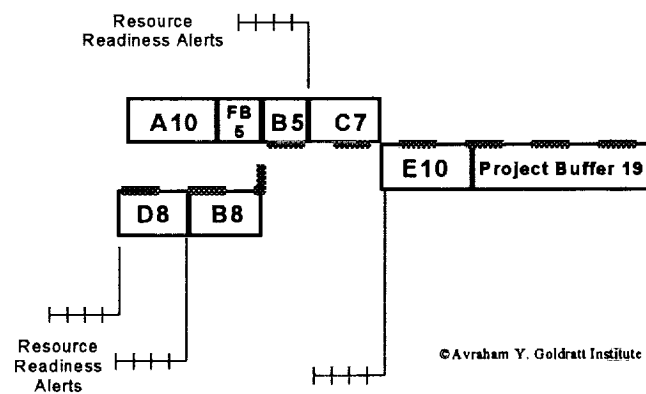 Resource
Readiness Alerts
A10
FB
5
B5
C7
E10
Project Buffer 19
D8
B8
Resource
Readiness
Alerts
©Avraham Y. Goldratt Institute